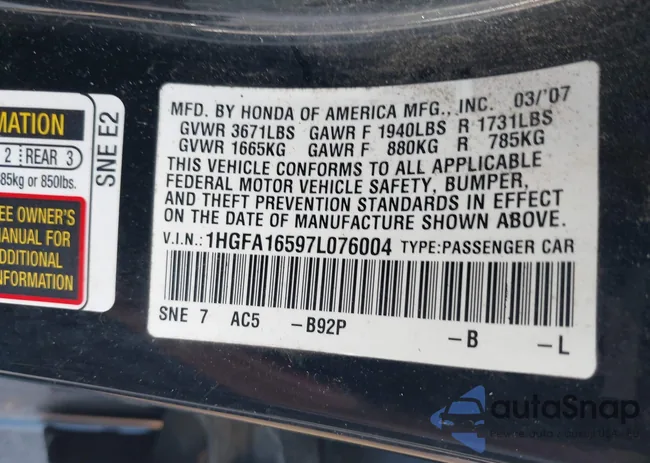 MATION
2 REAR 3
85kg or 850lbs.
EE OWNER'S
ANUAL FOR
DDITIONAL
NFORMATION
SNE E2
MFD. BY HONDA OF AMERICA MFG., INC. 03/'07
GVWR 3671LBS GAWR F 1940LBS R 1731LBS
GVWR 1665KG GAWR F 880KG R 785KG
THIS VEHICLE CONFORMS TO ALL APPLICABLE
FEDERAL MOTOR VEHICLE SAFETY, BUMPER,
AND THEFT PREVENTION STANDARDS IN EFFECT
ON THE DATE OF MANUFACTURE SHOWN ABOVE.
V.I.N.: 1HGFA16597L076004 TYPE:PASSENGER CAR
SNE 7 AC5 -B92P -B -L
autoSnap